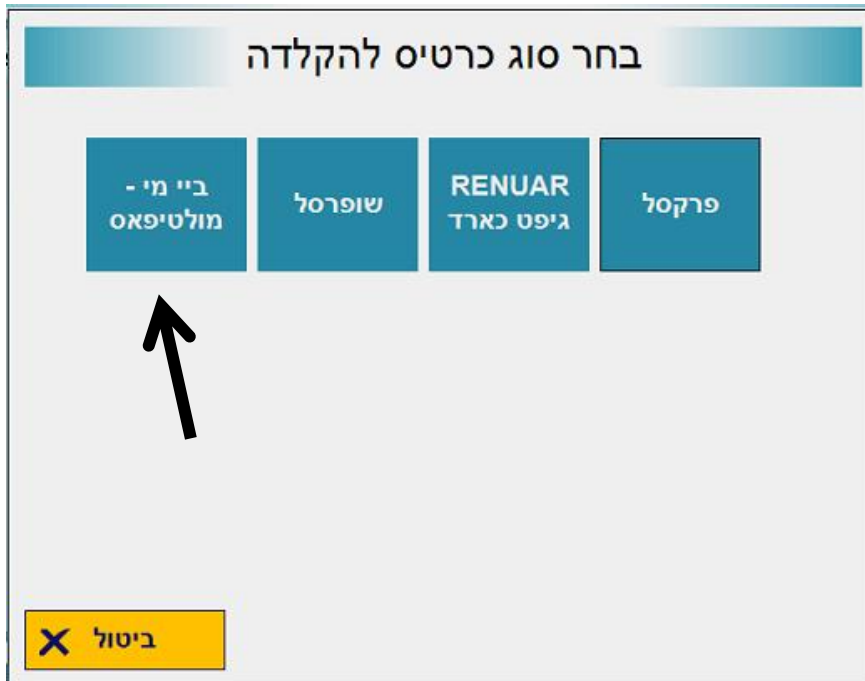 בחר סוג כרטיס להקלדה
פרקסל
RENUAR
גיפט כארד
שופרסל
ביי מי -
מולטיפאס
ביטול